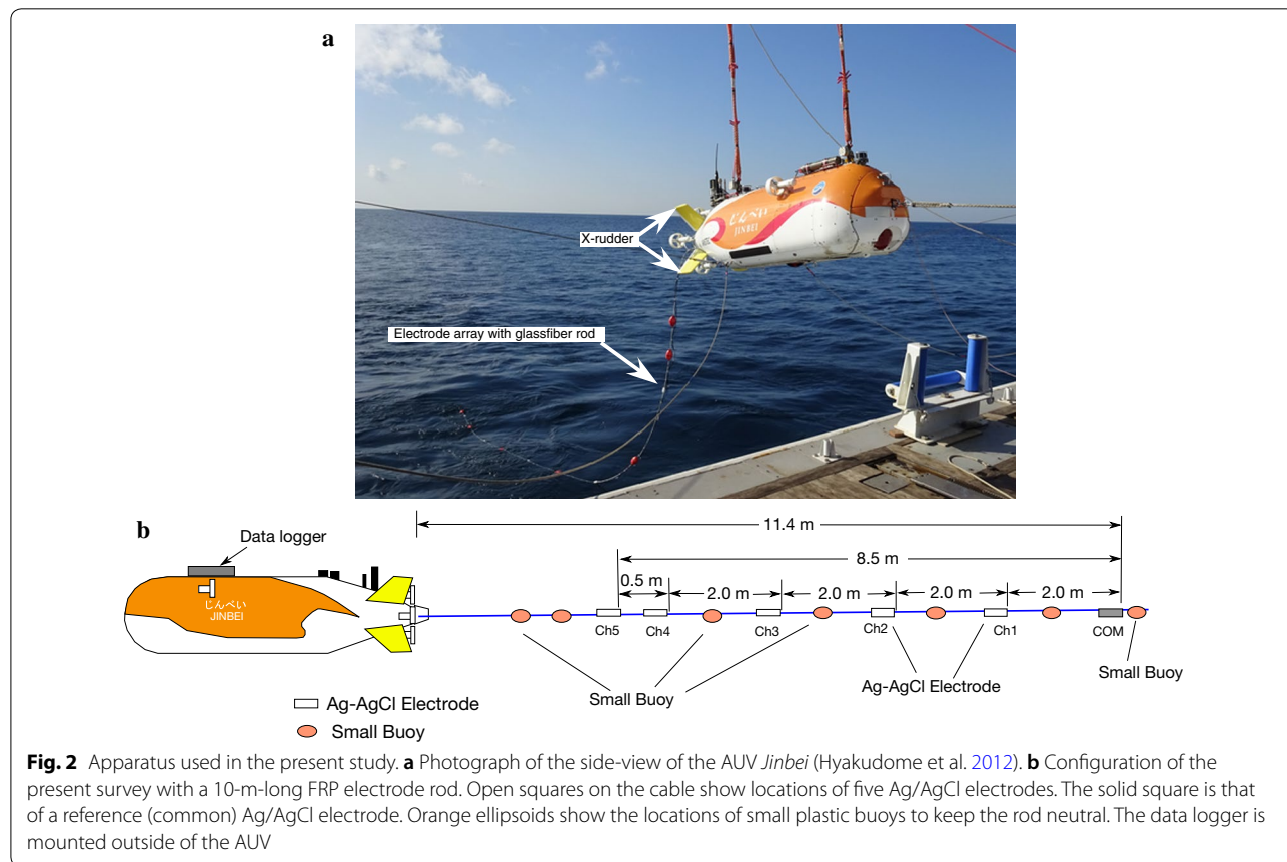 a
じんべい
JINBEI
X-rudder
Electrode array with glassfiber rod
b
Data logger
11.4 m
8.5 m
0.5 m
2.0 m
2.0 m
2.0 m
2.0 m
じんべい
JINBEI
Ch5
Ch4
Ch3
Ch2
Ch1
COM
Small Buoy
Ag-AgCl Electrode
Small Buoy
Ag-AgCl Electrode
Small Buoy
Fig. 2 Apparatus used in the present study. a Photograph of the side-view of the AUV Jinbei (Hyakudome et al. 2012). b Configuration of the
present survey with a 10-m-long FRP electrode rod. Open squares on the cable show locations of five Ag/AgCl electrodes. The solid square is that
of a reference (common) Ag/AgCl electrode. Orange ellipsoids show the locations of small plastic buoys to keep the rod neutral. The data logger is
mounted outside of the AUV